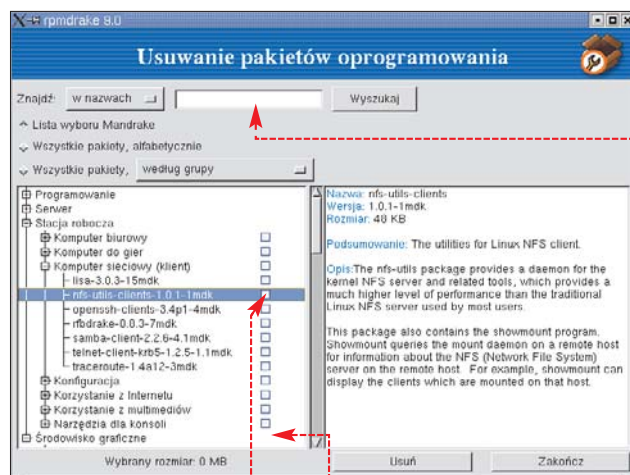 rpmdrake 9.0
Usuwanie pakietów oprogramowania
Znajdź: w nazwach Wyszukaj
Lista wyboru Mandrake
Wszystkie pakiety, alfabetycznie
Wszystkie pakiety, według grupy
Programowanie
Serwer
Stacja robocza
Komputer biurowy
Komputer do gier
Komputer sieciowy (klient)
lisa-3.0.3-15mdk
nfs-utils-clients-1.0.1-1mdk
openssh-clients-3.4p1-4mdk
rfbdrake-0.0.3-7mdk
samba-client-2.2.6-4.1mdk
telnet-client-krb5-1.2.5-1.1mdk
traceroute-1.4a12-3mdk
Konfiguracja
Korzystanie z Internetu
Korzystanie z multimediów
Narzędzia dla konsoli
Środowisko graficzne
Nazwa: nfs-utils-clients
Wersja: 1.0.1-1mdk
Rozmiar: 48 KB
Podsumowanie: The utilities for Linux NFS client.
Opis:The nfs-utils package provides a daemon for the
kernel NFS server and related tools, which provides a
much higher level of performance than the traditional
Linux NFS server used by most users.
This package also contains the showmount program.
Showmount queries the mount daemon on a remote host
for information about the NFS (Network File System)
server on the remote host. For example, showmount can
display the clients which are mounted on that host.
Wybrany rozmiar: 0 MB
Usuń
Zakończ